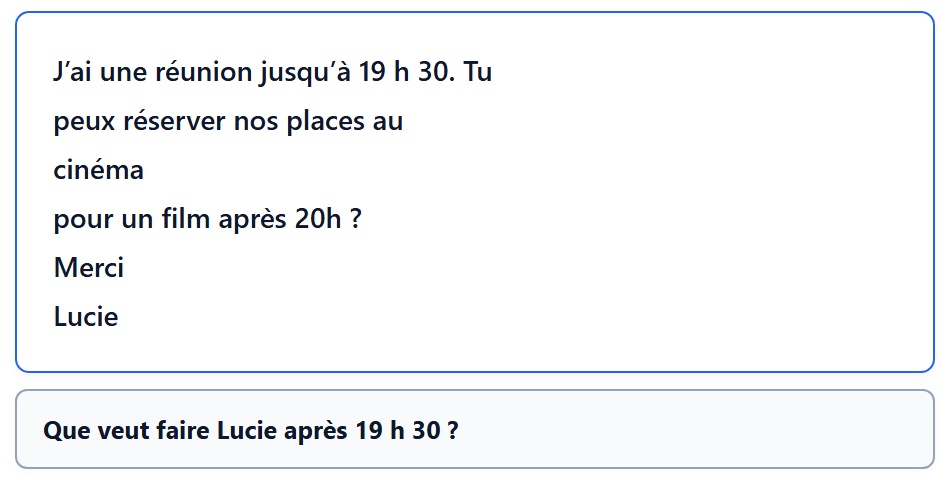 J’ai une réunion jusqu’à 19 h 30. Tu
peux réserver nos places au
cinéma
pour un film après 20h ?
Merci
Lucie
Que veut faire Lucie après 19 h 30 ?